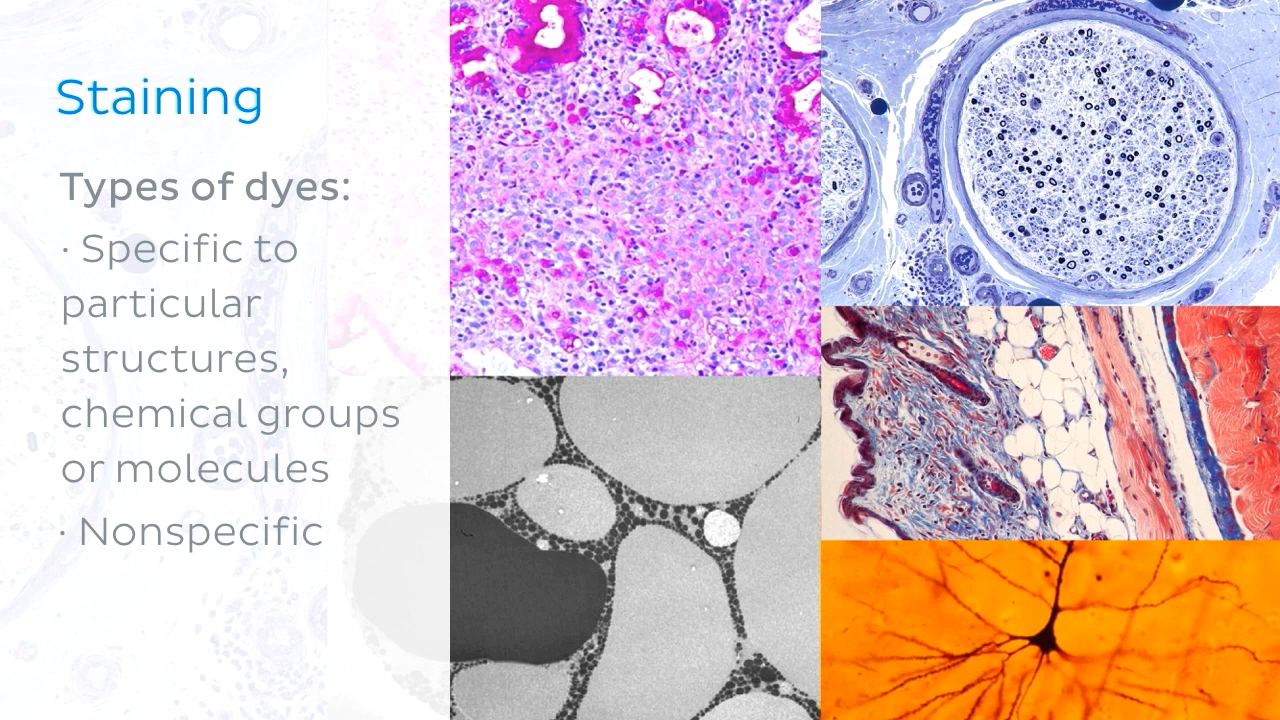 Staining
Types of dyes:
· Specific to
particular
structures,
chemical groups
or molecules
· Nonspecific